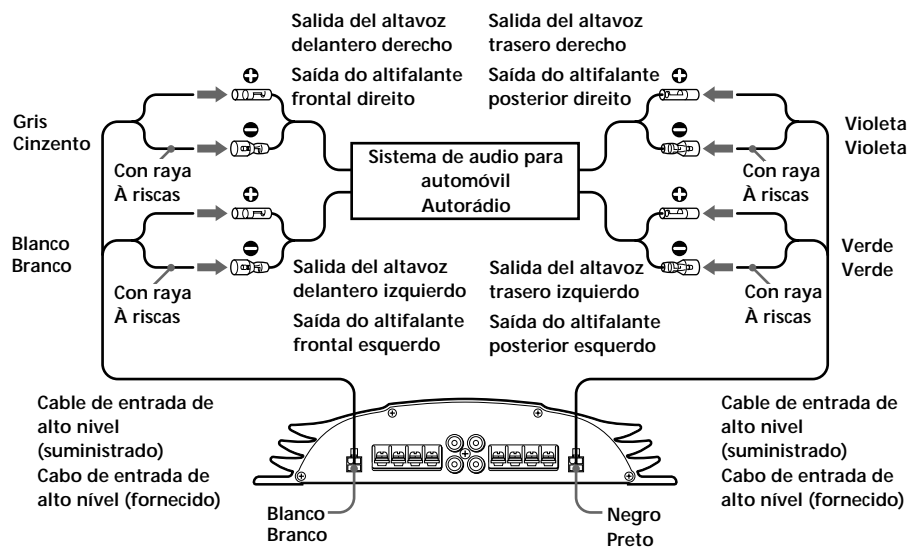 Salida del altavoz
delantero derecho
Saída do altifalante
frontal direito
Salida del altavoz
trasero derecho
Saída do altifalante
posterior direito
Gris
Cinzento
Con raya
À riscas
Violeta
Violeta
Con raya
À riscas
Sistema de audio para
automóvil
Autorádio
Blanco
Branco
Con raya
À riscas
Verde
Verde
Con raya
À riscas
Salida del altavoz
delantero izquierdo
Saída do altifalante
frontal esquerdo
Salida del altavoz
trasero izquierdo
Saída do altifalante
posterior esquerdo
Cable de entrada de
alto nivel
(suministrado)
Cabo de entrada de
alto nível (fornecido)
Cable de entrada de
alto nivel
(suministrado)
Cabo de entrada de
alto nível (fornecido)
Blanco
Branco
Negro
Preto